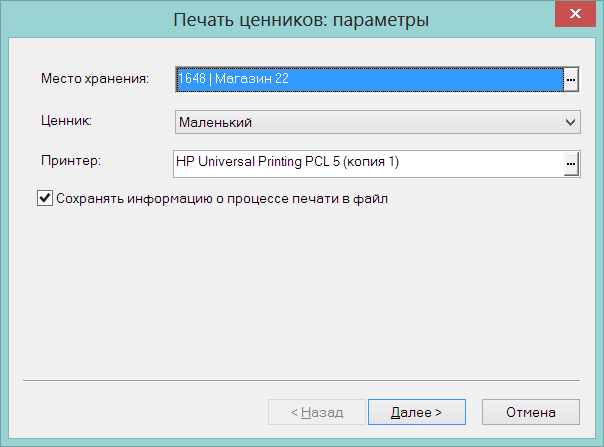 Печать ценников: параметры
Место хранения: 1648 | Магазин 22 ...
Ценник: Маленький
Принтер: HP Universal Printing PCL 5 (копия 1) ...
Сохранять информацию о процессе печати в файл
< Назад Далее > Отмена